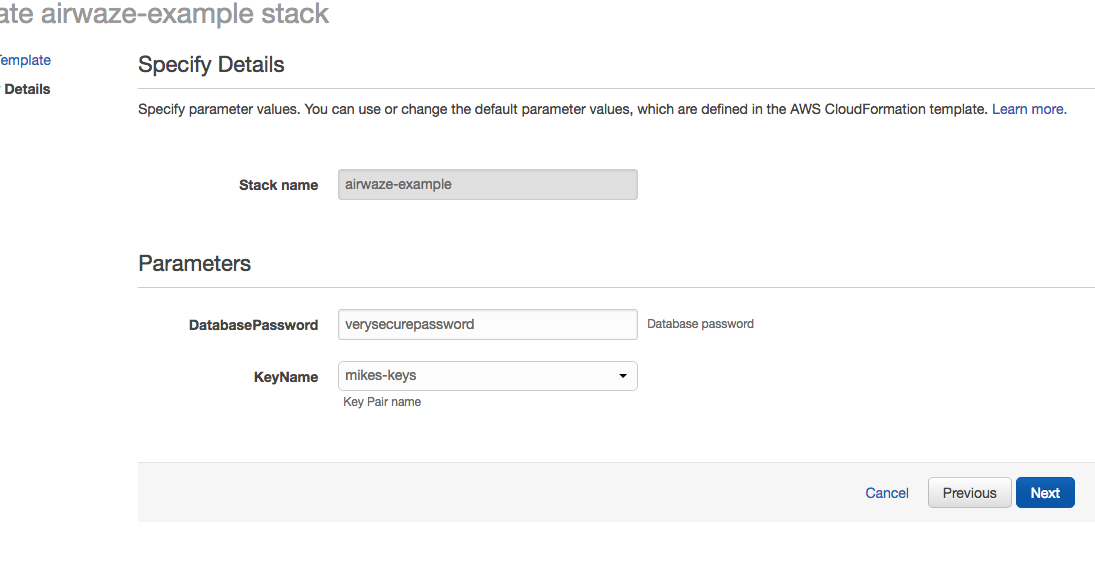 ate airwaze-example stack
Template
Details
Specify Details
Specify parameter values. You can use or change the default parameter values, which are defined in the AWS CloudFormation template. Learn more.
Stack name airwaze-example
Parameters
DatabasePassword verysecurepassword Database password
KeyName mikes-keys
Key Pair name
Cancel Previous Next